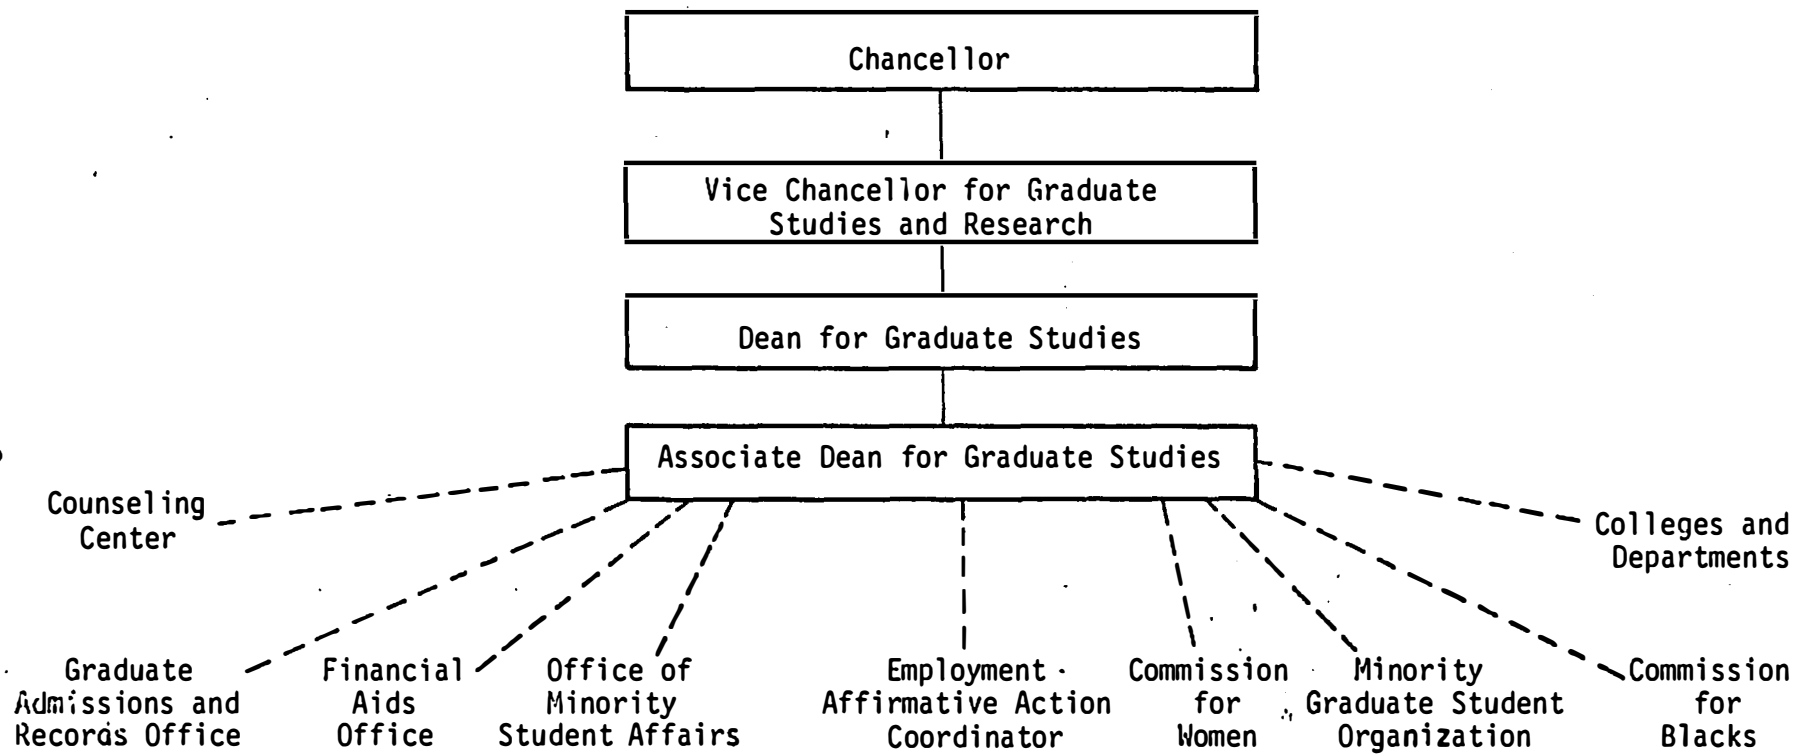 Chancellor
Vice Chancellor for Graduate
Studies and Research
Dean for Graduate Studies
Associate Dean for Graduate Studies
Counseling
Center
Colleges and
Departments
Graduate
Admissions and
Records Office
Financial
Aids
Office
Office of
Minority
Student Affairs
Employment
Affirmative Action
Coordinator
Commission
for
Women
Minority
Graduate Student
Organization
Commission
for
Blacks